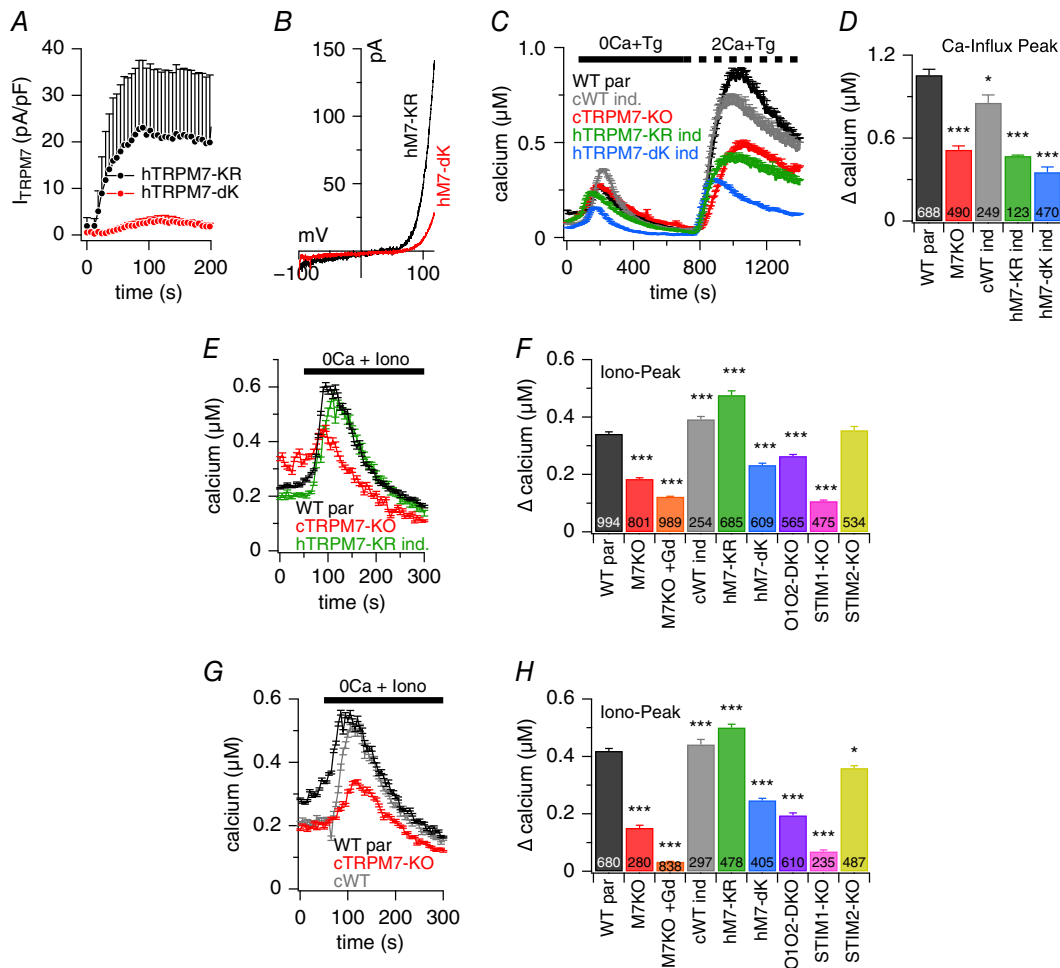 A
I_TRPM7 (pA/pF)
40
30
20
10
0
hTRPM7-KR
hTRPM7-dK
0 100 200
time (s)
B
150
100
50
pA
mV
−100
100
hM7-KR
hM7-dK
C
0Ca+Tg
2Ca+Tg
calcium (µM)
1.0
0.5
0
WT par
cWT ind.
cTRPM7-KO
hTRPM7-KR ind
hTRPM7-dK ind
0 400 800 1200
time (s)
D
Ca-Influx Peak
Δ calcium (µM)
1.2
0.6
0
*
***
***
***
688 490 249 123 470
WT par
M7KO
cWT ind
hM7-KR ind
hM7-dK ind
E
0Ca + Iono
calcium (µM)
0.6
0.4
0.2
0
WT par
cTRPM7-KO
hTRPM7-KR ind.
0 100 200 300
time (s)
F
Iono-Peak
Δ calcium (µM)
0.6
0.4
0.2
0
*** *** *** *** *** *** ***
994 801 989 254 685 609 565 475 534
WT par
M7KO
M7KO +Gd
cWT ind
hM7-KR
hM7-dK
O1O2-DKO
STIM1-KO
STIM2-KO
G
0Ca + Iono
calcium (µM)
0.6
0.4
0.2
0
WT par
cTRPM7-KO
cWT
0 100 200 300
time (s)
H
Iono-Peak
Δ calcium (µM)
0.6
0.4
0.2
0
*** *** *** *** *** *** *** *
680 280 838 297 478 405 610 235 487
WT par
M7KO
M7KO +Gd
cWT ind
hM7-KR
hM7-dK
O1O2-DKO
STIM1-KO
STIM2-KO